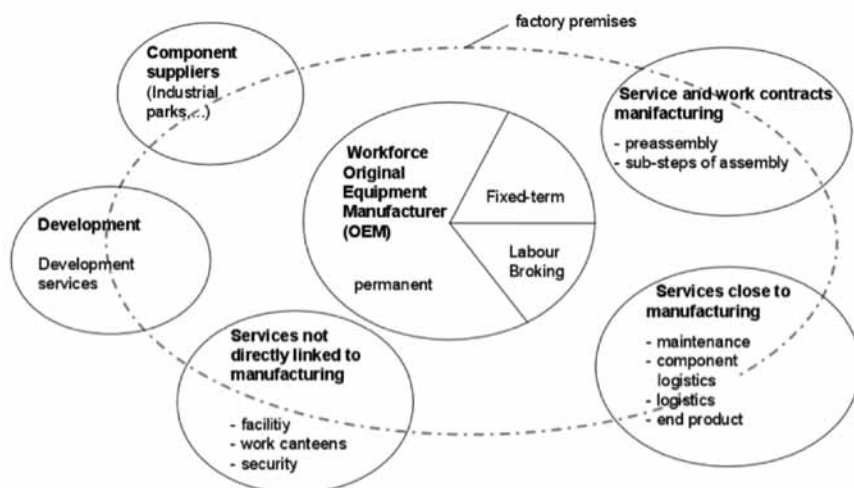 factory premises
Component
suppliers
(Industrial
parks,...)
Service and work contracts
manifacturing
- preassembly
- sub-steps of assembly
Workforce
Original
Equipment
Manufacturer
(OEM)
permanent
Fixed-term
Labour
Broking
Development
Development
services
Services not
directly linked to
manufacturing
- facilitiy
- work canteens
- security
Services close to
manufacturing
- maintenance
- component
logistics
- logistics
- end product